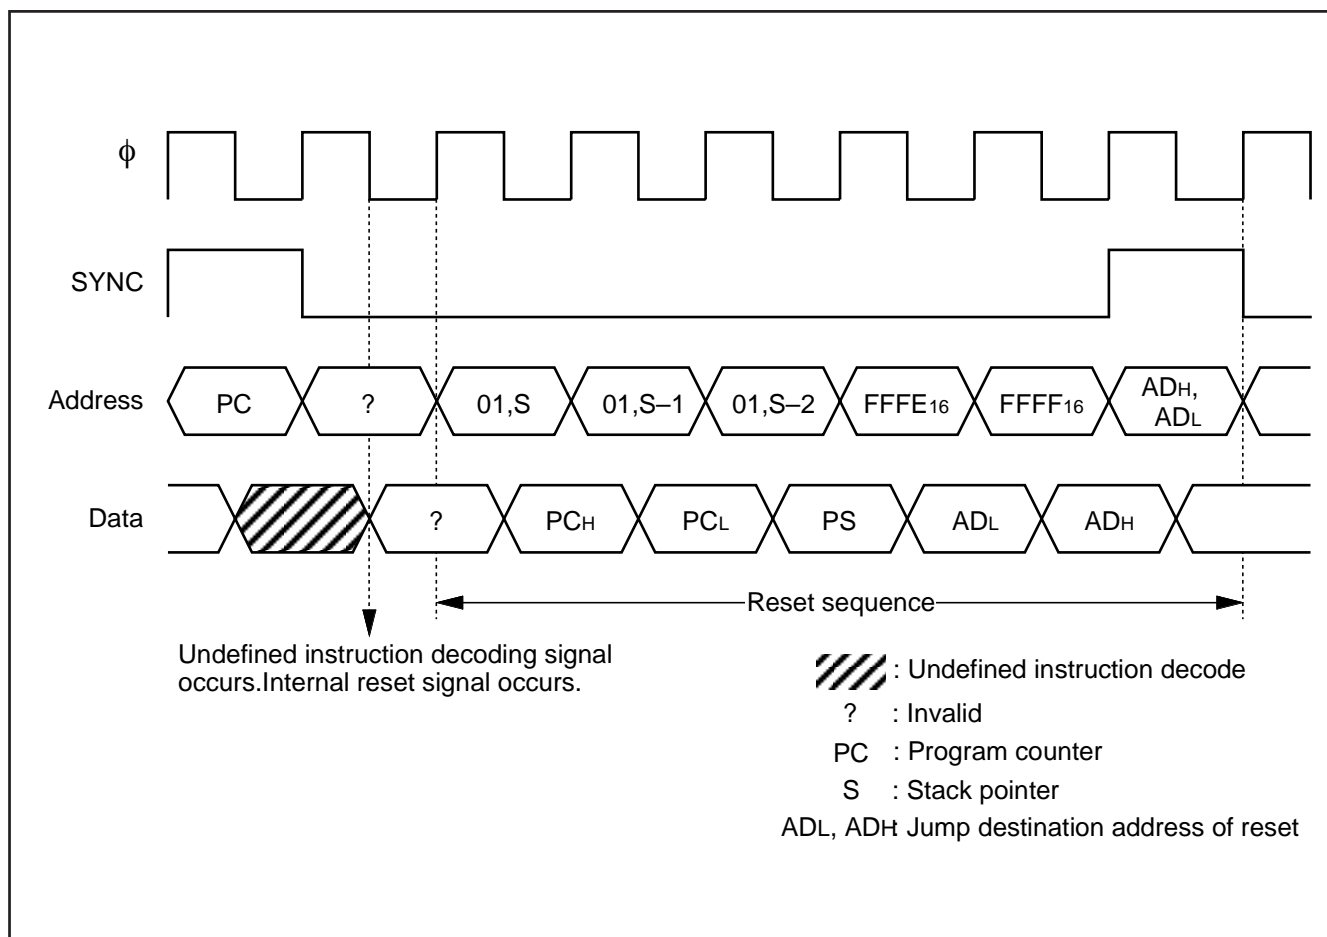 ϕ
SYNC
Address PC ? 01,S 01,S–1 01,S–2 FFFE16 FFFF16 ADH, ADL
Data ? PCH PCL PS ADL ADH
Reset sequence
Undefined instruction decoding signal
occurs.Internal reset signal occurs.
: Undefined instruction decode
? : Invalid
PC : Program counter
S : Stack pointer
ADL, ADH: Jump destination address of reset